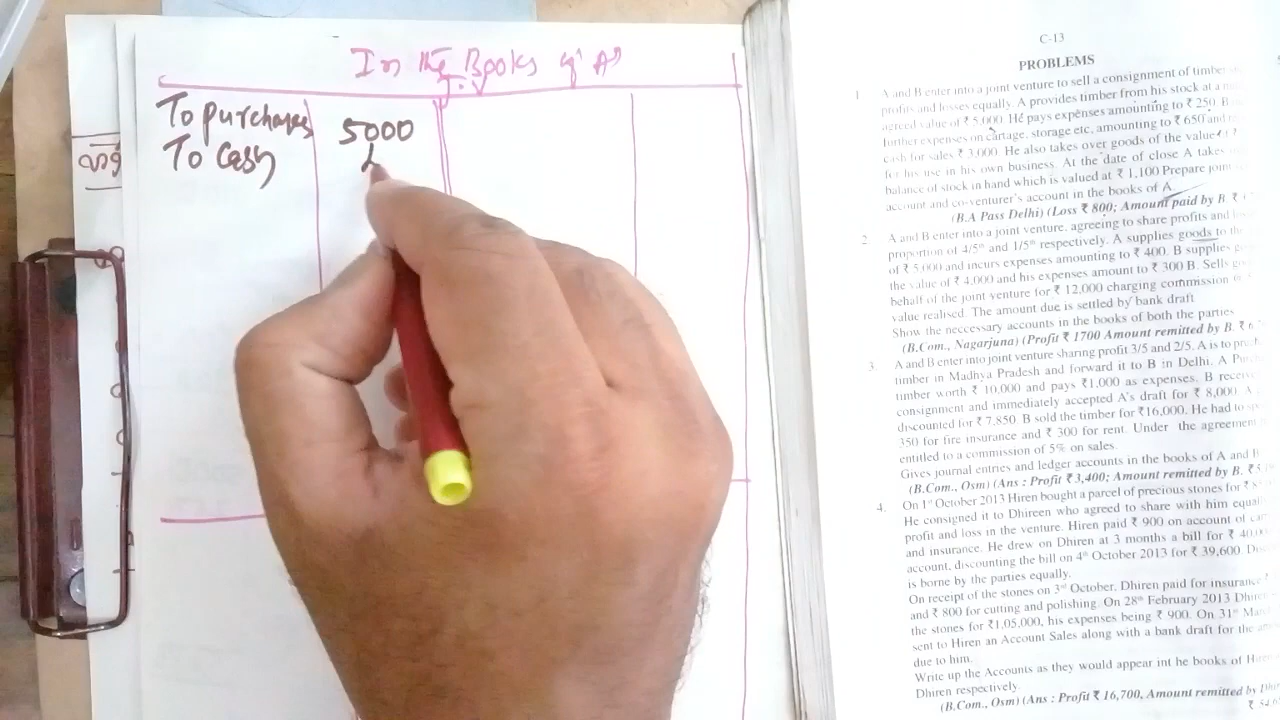 In the Books of A's
J.V
To purchases 5000
To Cash
C-13
PROBLEMS
1. A and B enter into a joint venture to sell a consignment of timber
profits and losses equally. A provides timber from his stock at a
agreed value of ₹ 5,000. He pays expenses amounting to ₹ 250. B
further expenses on cartage, storage etc, amounting to ₹ 650 and
cash for sales ₹ 3,000. He also takes over goods of the value
for his use in his own business. At the date of close A takes
balance of stock in hand which is valued at ₹ 1,100 Prepare joint
account and co-venturer's account in the books of A.
(B.A Pass Delhi) (Loss ₹ 800; Amount paid by B. ₹
2. A and B enter into a joint venture, agreeing to share profits and
proportion of 4/5th and 1/5th respectively. A supplies goods to the
of ₹ 5,000 and incurs expenses amounting to ₹ 400. B supplies
the value of ₹ 4,000 and his expenses amount to ₹ 300 B. Sells
behalf of the joint venture for ₹ 12,000 charging commission
value realised. The amount due is settled by bank draft
Show the neccessary accounts in the books of both the parties
(B.Com., Nagarjuna) (Profit ₹ 1700 Amount remitted by B. ₹
3. A and B enter into joint venture sharing profit 3/5 and 2/5. A is to
timber in Madhya Pradesh and forward it to B in Delhi. A
timber worth ₹ 10,000 and pays ₹1,000 as expenses. B
consignment and immediately accepted A's draft for ₹ 8,000.
discounted for ₹ 7,850. B sold the timber for ₹16,000. He had to
350 for fire insurance and ₹ 300 for rent. Under the agreement
entitled to a commission of 5% on sales.
Gives journal entries and ledger accounts in the books of A and B
(B.Com., Osm) (Ans : Profit ₹ 3,400; Amount remitted by B.
4. On 1st October 2013 Hiren bought a parcel of precious stones for ₹
He consigned it to Dhireen who agreed to share with him
profit and loss in the venture. Hiren paid ₹ 900 on account of
and insurance. He drew on Dhiren at 3 months a bill for ₹
account, discounting the bill on 4th October 2013 for ₹ 39,600.
is borne by the parties equally.
On receipt of the stones on 3rd October, Dhiren paid for insurance
and ₹ 800 for cutting and polishing. On 28th February 2013
the stones for ₹1,05,000, his expenses being ₹ 900. On 31st
sent to Hiren an Account Sales along with a bank draft for the
due to him.
Write up the Accounts as they would appear int he books of
Dhiren respectively.
(B.Com., Osm) (Ans : Profit ₹ 16,700, Amount remitted by